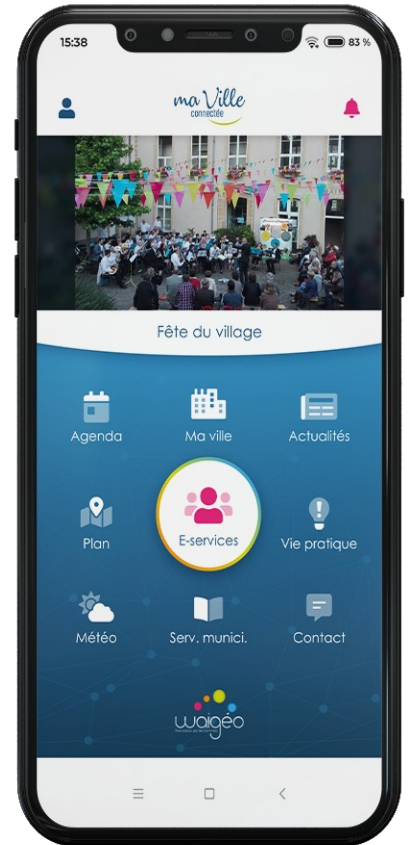 15:38
83 %
ma Ville
connectée
Fête du village
Agenda
Ma ville
Actualités
Plan
E-services
Vie pratique
Météo
Serv. munici.
Contact
waigéo